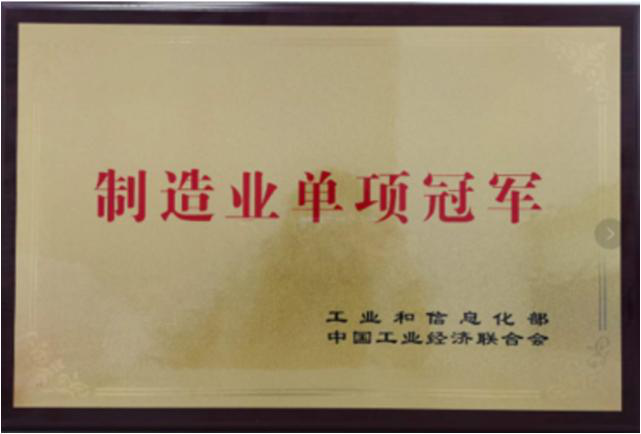 制造业单项冠军
工业和信息化部
中国工业经济联合会